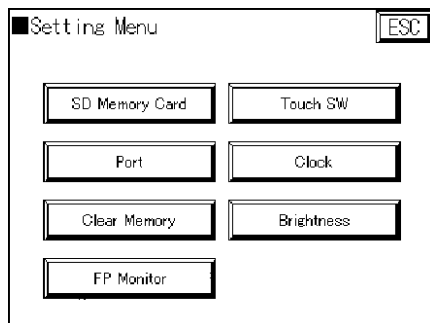 ■Setting Menu
ESC
SD Memory Card
Touch SW
Port
Clock
Clear Memory
Brightness
FP Monitor